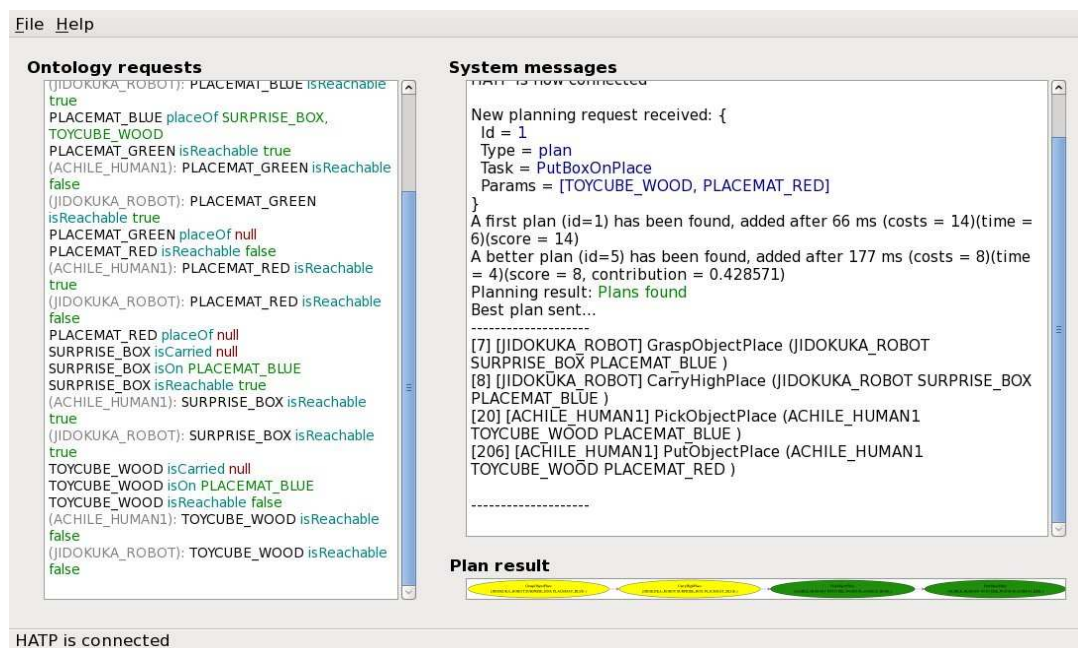 File Help
Ontology requests
(JIDOKUKA_ROBOT): PLACEMAT_BLUE isReachable
true
PLACEMAT_BLUE placeOf SURPRISE_BOX,
TOYCUBE_WOOD
PLACEMAT_GREEN isReachable true
(ACHILE_HUMAN1): PLACEMAT_GREEN isReachable
false
(JIDOKUKA_ROBOT): PLACEMAT_GREEN
isReachable true
PLACEMAT_GREEN placeOf null
PLACEMAT_RED isReachable false
(ACHILE_HUMAN1): PLACEMAT_RED isReachable
true
(JIDOKUKA_ROBOT): PLACEMAT_RED isReachable
false
PLACEMAT_RED placeOf null
SURPRISE_BOX isCarried null
SURPRISE_BOX isOn PLACEMAT_BLUE
SURPRISE_BOX isReachable true
(ACHILE_HUMAN1): SURPRISE_BOX isReachable
true
(JIDOKUKA_ROBOT): SURPRISE_BOX isReachable
true
TOYCUBE_WOOD isCarried null
TOYCUBE_WOOD isOn PLACEMAT_BLUE
TOYCUBE_WOOD isReachable false
(ACHILE_HUMAN1): TOYCUBE_WOOD isReachable
false
(JIDOKUKA_ROBOT): TOYCUBE_WOOD isReachable
false
System messages
HATP is now connected
New planning request received: {
Id = 1
Type = plan
Task = PutBoxOnPlace
Params = [TOYCUBE_WOOD, PLACEMAT_RED]
}
A first plan (id=1) has been found, added after 66 ms (costs = 14)(time =
6)(score = 14)
A better plan (id=5) has been found, added after 177 ms (costs = 8)(time
= 4)(score = 8, contribution = 0.428571)
Planning result: Plans found
Best plan sent...
--------------------
[7] [JIDOKUKA_ROBOT] GraspObjectPlace (JIDOKUKA_ROBOT
SURPRISE_BOX PLACEMAT_BLUE )
[8] [JIDOKUKA_ROBOT] CarryHighPlace (JIDOKUKA_ROBOT SURPRISE_BOX
PLACEMAT_BLUE )
[20] [ACHILE_HUMAN1] PickObjectPlace (ACHILE_HUMAN1
TOYCUBE_WOOD PLACEMAT_BLUE )
[206] [ACHILE_HUMAN1] PutObjectPlace (ACHILE_HUMAN1
TOYCUBE_WOOD PLACEMAT_RED )
--------------------
Plan result
HATP is connected